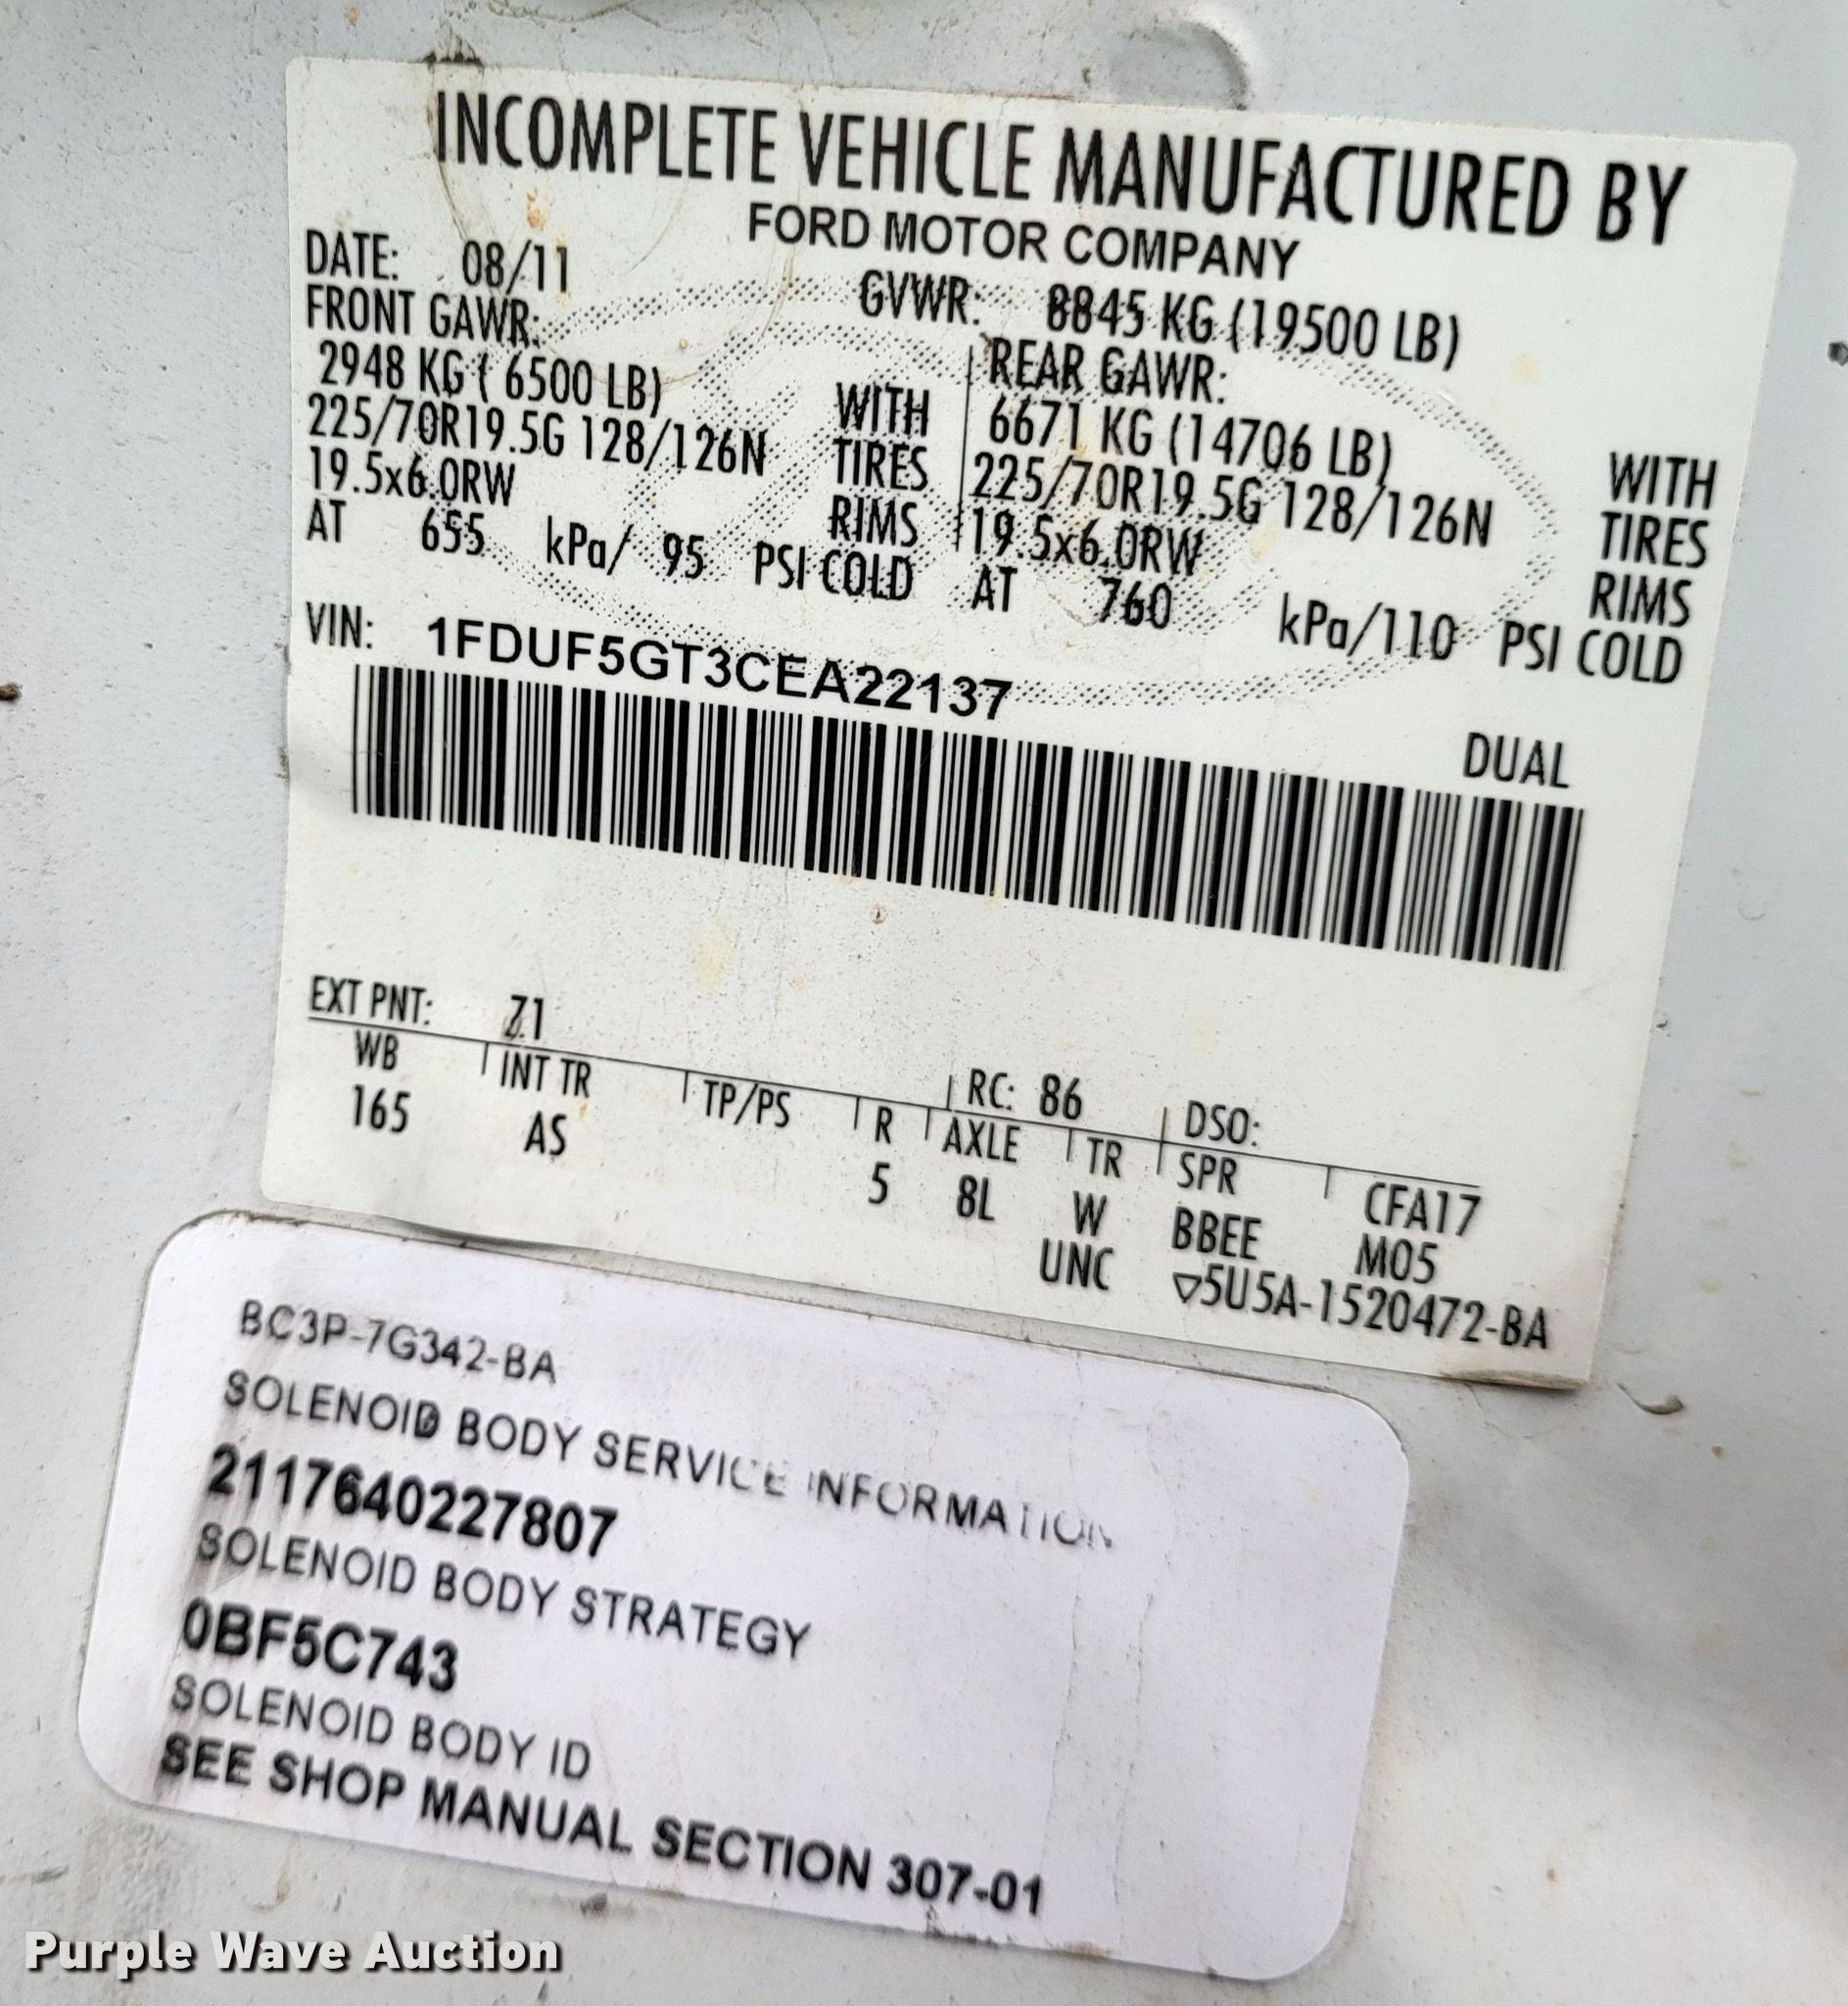 INCOMPLETE VEHICLE MANUFACTURED BY
FORD MOTOR COMPANY
DATE: 08/11
GVWR: 8845 KG (19500 LB)
FRONT GAWR:
2948 KG ( 6500 LB) WITH
225/70R19.5G 128/126N TIRES
19.5x6.0RW RIMS
AT 655 kPa/ 95 PSI COLD
REAR GAWR:
6671 KG (14706 LB) WITH
225/70R19.5G 128/126N TIRES
19.5x6.0RW RIMS
AT 760 kPa/110 PSI COLD
VIN: 1FDUF5GT3CEA22137
DUAL
EXT PNT: Z1 RC: 86 DSO:
WB INT TR TP/PS R AXLE TR SPR CFA17
165 AS 5 8L W BBEE M05
UNC ▽5U5A-1520472-BA
BC3P-7G342-BA
SOLENOID BODY SERVICE INFORMATION
2117640227807
SOLENOID BODY STRATEGY
0BF5C743
SOLENOID BODY ID
SEE SHOP MANUAL SECTION 307-01
Purple Wave Auction